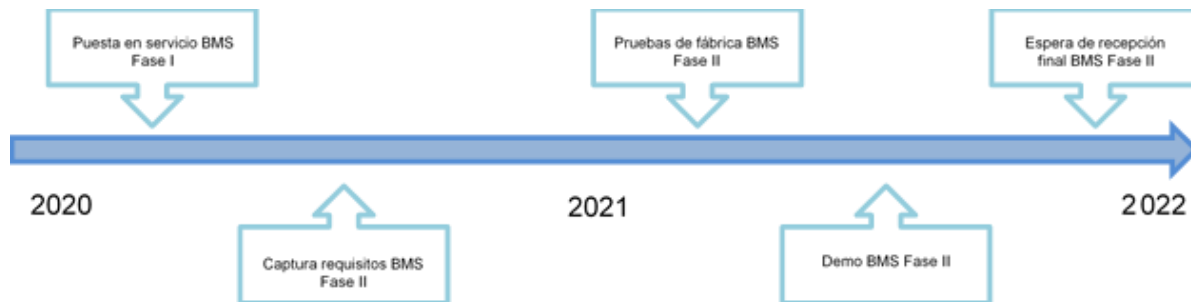 Puesta en servicio BMS
Fase I
Pruebas de fábrica BMS
Fase II
Espera de recepción
final BMS Fase II
2020
2021
2022
Captura requisitos BMS
Fase II
Demo BMS Fase II